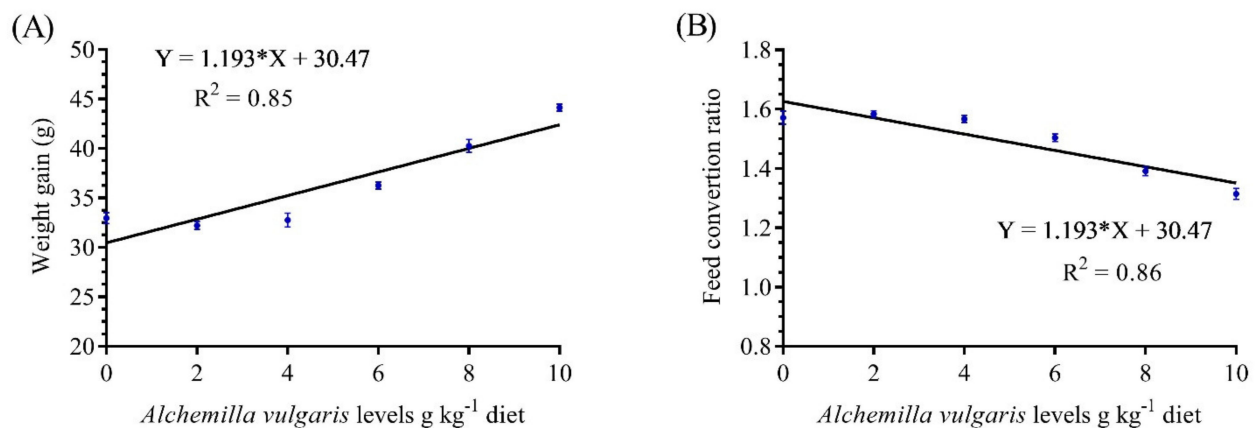 (A)
Y = 1.193*X + 30.47
R² = 0.85
Weight gain (g)
50
45
40
35
30
25
20
0 2 4 6 8 10
Alchemilla vulgaris levels g kg⁻¹ diet
(B)
Feed convertion ratio
1.8
1.6
1.4
1.2
1.0
0.8
Y = 1.193*X + 30.47
R² = 0.86
0 2 4 6 8 10
Alchemilla vulgaris levels g kg⁻¹ diet